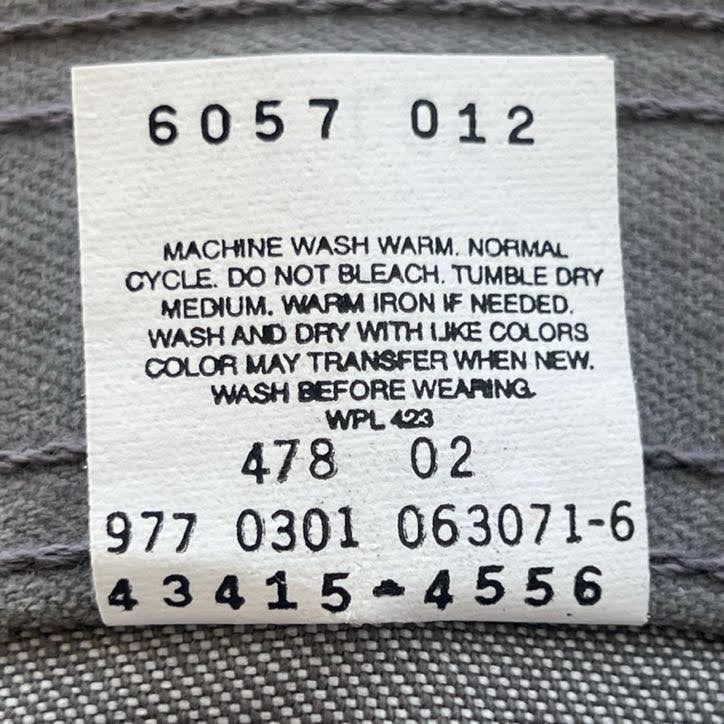 6057 012
MACHINE WASH WARM. NORMAL
CYCLE. DO NOT BLEACH. TUMBLE DRY
MEDIUM. WARM IRON IF NEEDED.
WASH AND DRY WITH LIKE COLORS
COLOR MAY TRANSFER WHEN NEW.
WASH BEFORE WEARING.
WPL 423
478 02
977 0301 063071-6
43415-4556